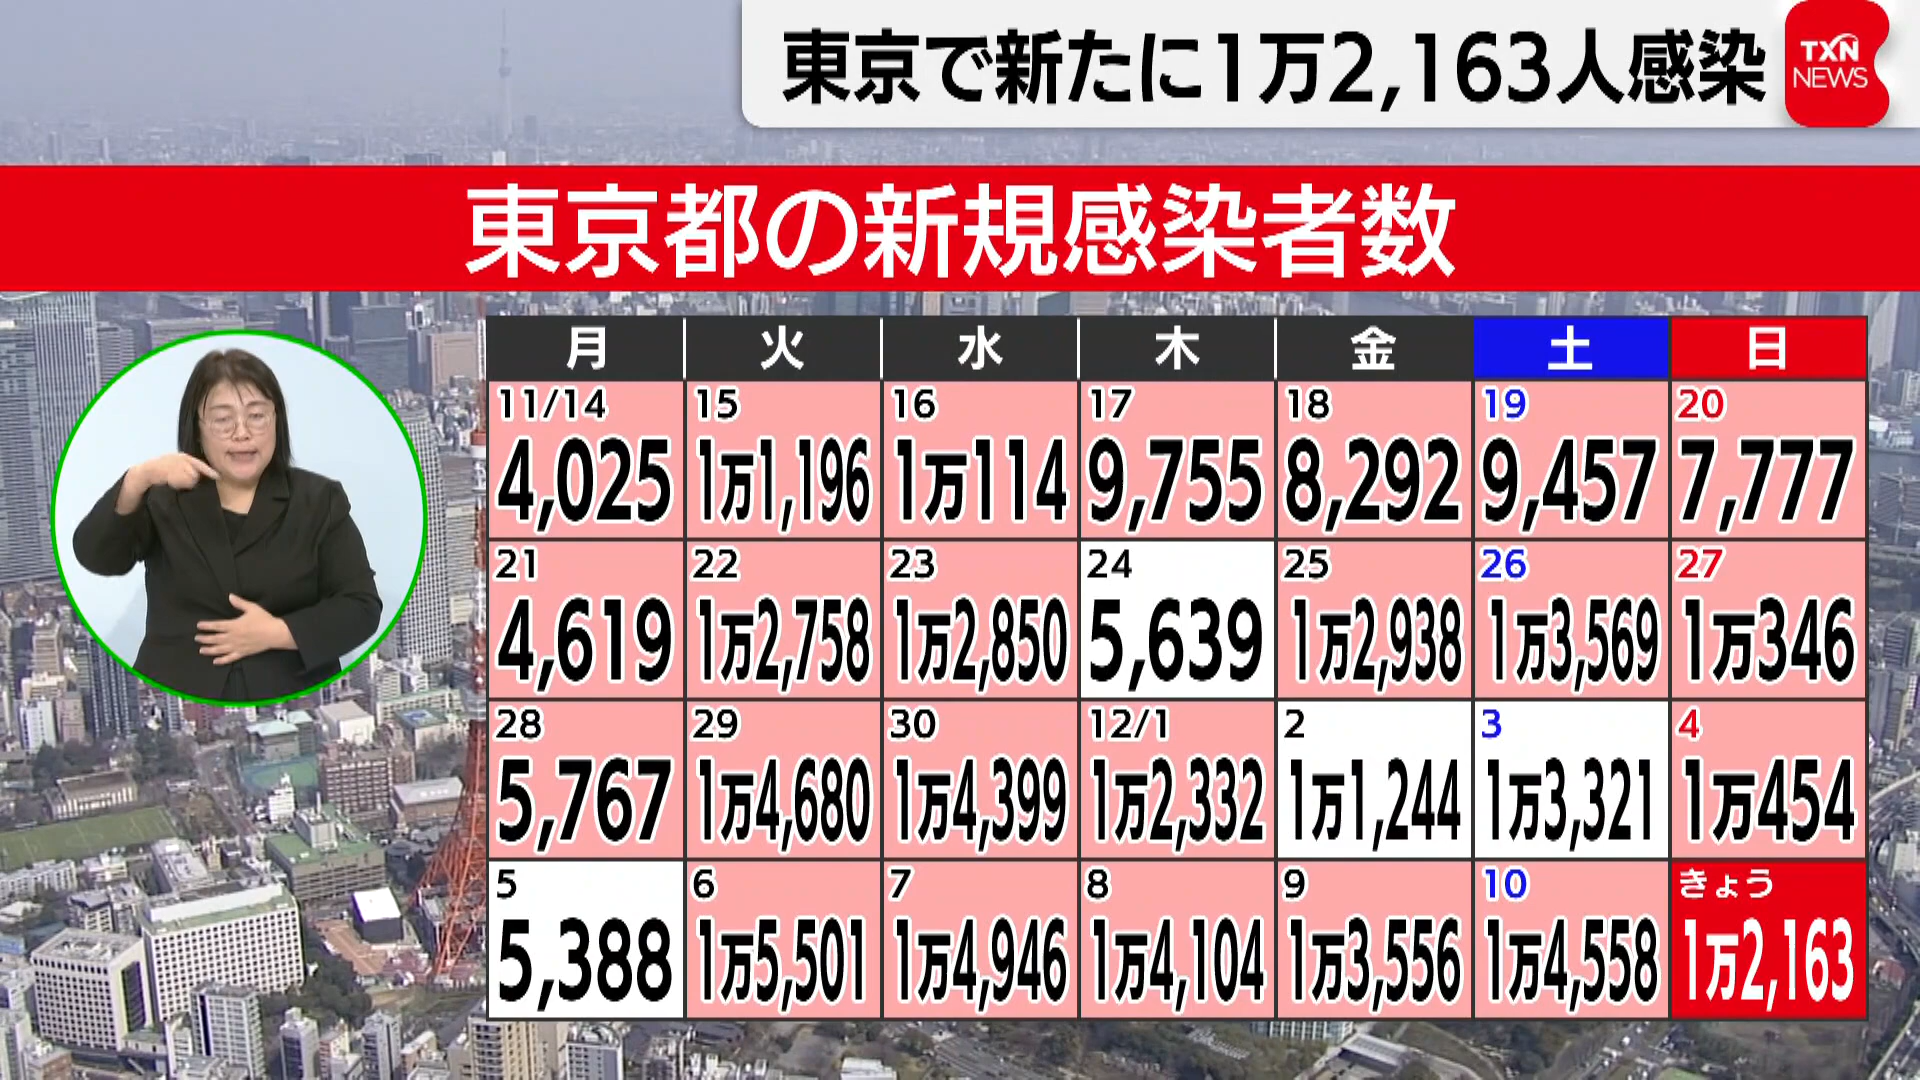 東京で新たに1万2,163人感染
TXN
NEWS
東京都の新規感染者数
月 火 水 木 金 土 日
11/14 15 16 17 18 19 20
4,025 1万1,196 1万114 9,755 8,292 9,457 7,777
21 22 23 24 25 26 27
4,619 1万2,758 1万2,850 5,639 1万2,938 1万3,569 1万346
28 29 30 12/1 2 3 4
5,767 1万4,680 1万4,399 1万2,332 1万1,244 1万3,321 1万454
5 6 7 8 9 10 きょう
5,388 1万5,501 1万4,946 1万4,104 1万3,556 1万4,558 1万2,163